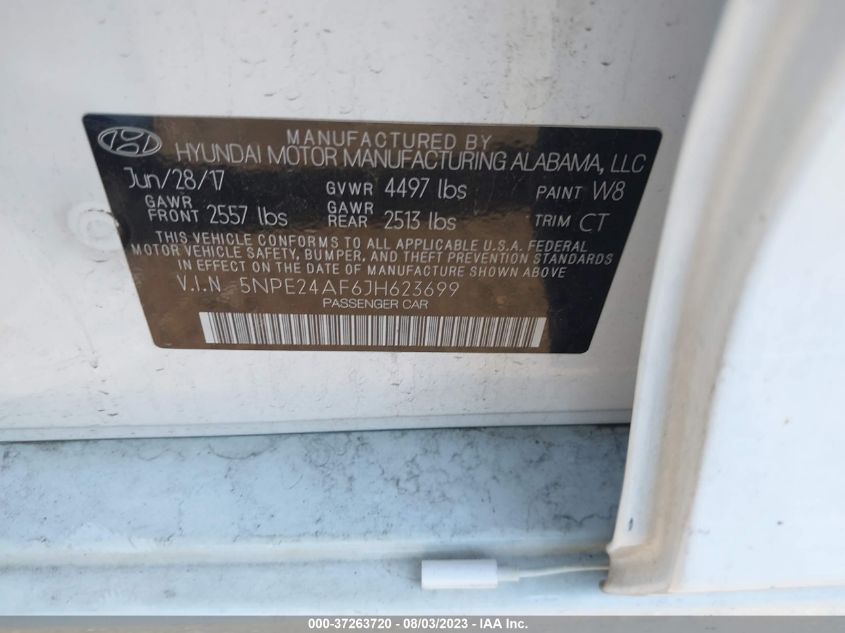 MANUFACTURED BY
HYUNDAI MOTOR MANUFACTURING ALABAMA, LLC
Jun/28/17 GVWR 4497 lbs PAINT W8
GAWR FRONT 2557 lbs GAWR REAR 2513 lbs TRIM CT
THIS VEHICLE CONFORMS TO ALL APPLICABLE U.S.A. FEDERAL
MOTOR VEHICLE SAFETY, BUMPER, AND THEFT PREVENTION STANDARDS
IN EFFECT ON THE DATE OF MANUFACTURE SHOWN ABOVE
V.I.N. 5NPE24AF6JH623699
PASSENGER CAR
000-37263720 - 08/03/2023 - IAA Inc.